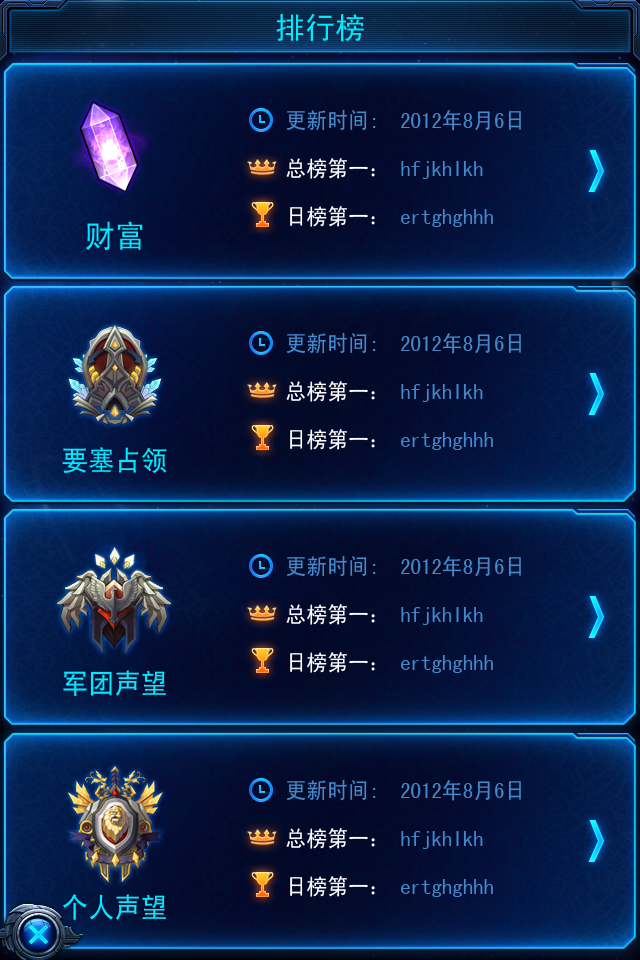 排行榜
更新时间: 2012年8月6日
总榜第一: hfjkhlkh
日榜第一: ertghghhh
财富
更新时间: 2012年8月6日
总榜第一: hfjkhlkh
日榜第一: ertghghhh
要塞占领
更新时间: 2012年8月6日
总榜第一: hfjkhlkh
日榜第一: ertghghhh
军团声望
更新时间: 2012年8月6日
总榜第一: hfjkhlkh
日榜第一: ertghghhh
个人声望